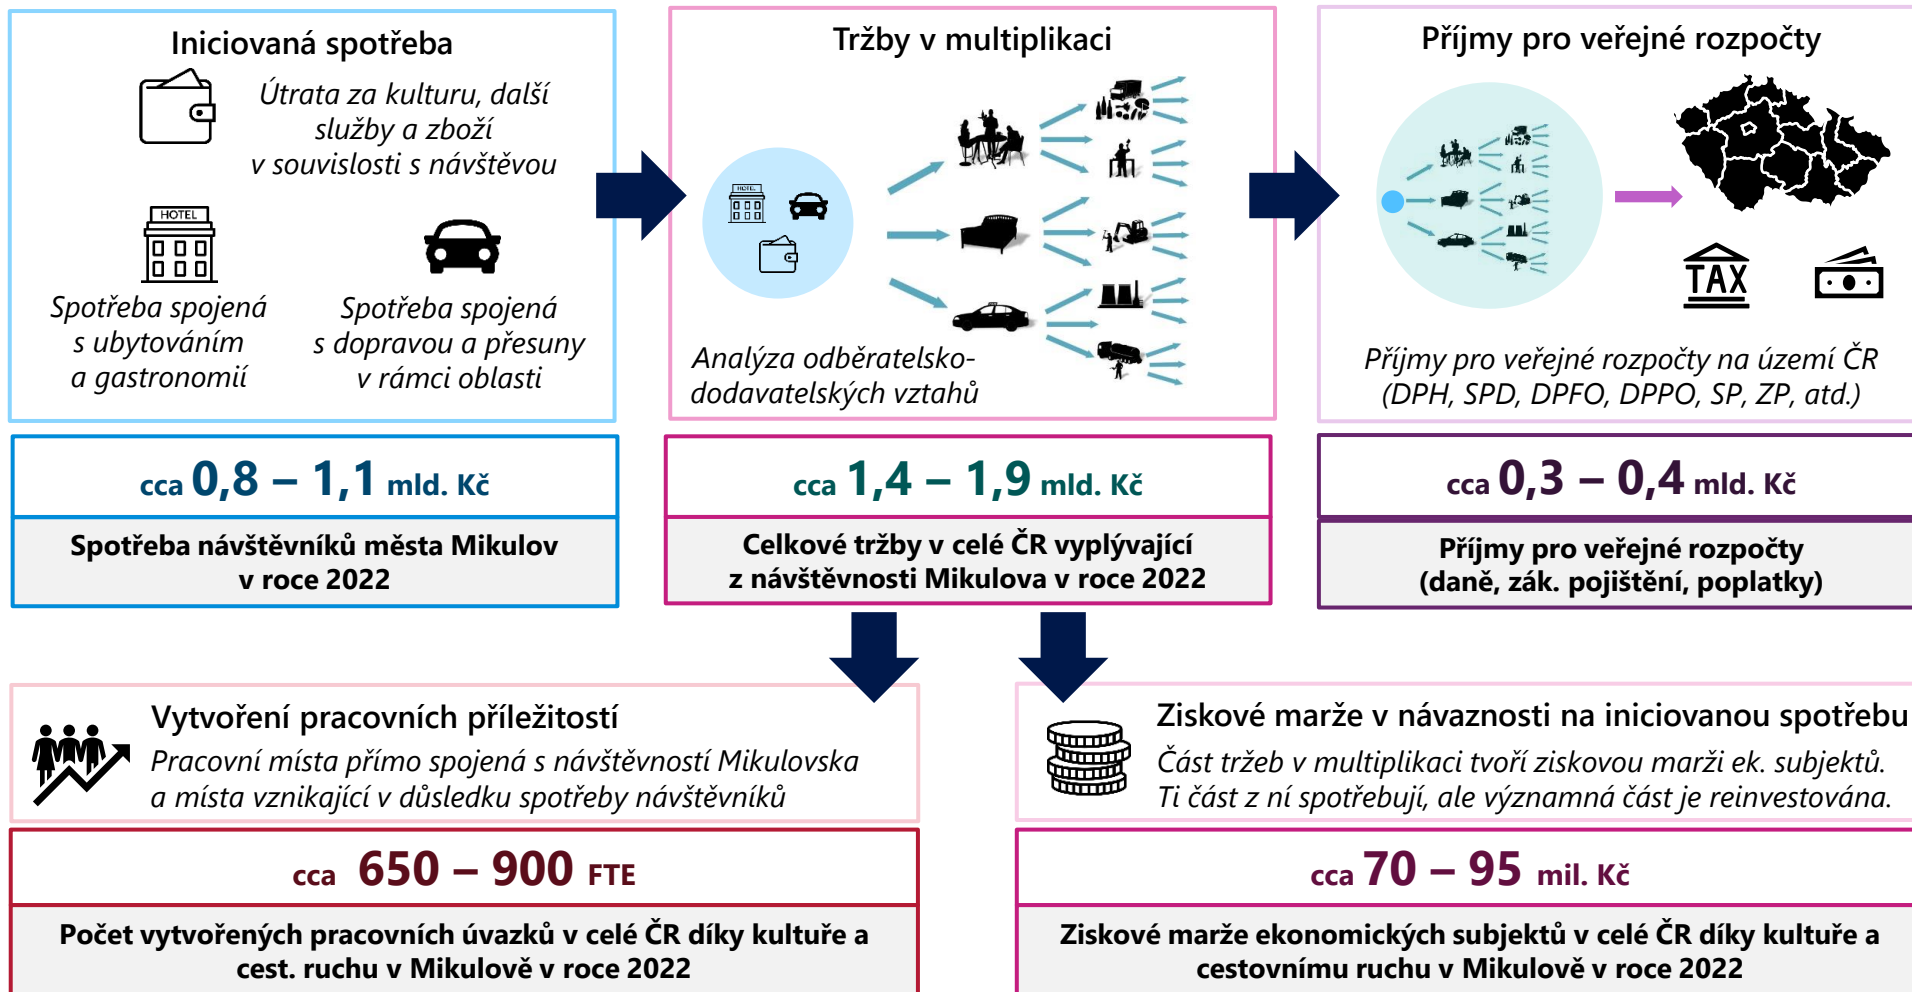 Iniciovaná spotřeba
Útrata za kulturu, další
služby a zboží
v souvislosti s návštěvou
HOTEL
Spotřeba spojená
s ubytováním
a gastronomií
Spotřeba spojená
s dopravou a přesuny
v rámci oblasti
cca 0,8 – 1,1 mld. Kč
Spotřeba návštěvníků města Mikulov
v roce 2022
Tržby v multiplikaci
HOTEL
Analýza odběratelsko-
dodavatelských vztahů
cca 1,4 – 1,9 mld. Kč
Celkové tržby v celé ČR vyplývající
z návštěvnosti Mikulova v roce 2022
Příjmy pro veřejné rozpočty
TAX
Příjmy pro veřejné rozpočty na území ČR
(DPH, SPD, DPFO, DPPO, SP, ZP, atd.)
cca 0,3 – 0,4 mld. Kč
Příjmy pro veřejné rozpočty
(daně, zák. pojištění, poplatky)
Vytvoření pracovních příležitostí
Pracovní místa přímo spojená s návštěvností Mikulovska
a místa vznikající v důsledku spotřeby návštěvníků
cca 650 – 900 FTE
Počet vytvořených pracovních úvazků v celé ČR díky kultuře a
cest. ruchu v Mikulově v roce 2022
Ziskové marže v návaznosti na iniciovanou spotřebu
Část tržeb v multiplikaci tvoří ziskovou marži ek. subjektů.
Ti část z ní spotřebují, ale významná část je reinvestována.
cca 70 – 95 mil. Kč
Ziskové marže ekonomických subjektů v celé ČR díky kultuře a
cestovnímu ruchu v Mikulově v roce 2022